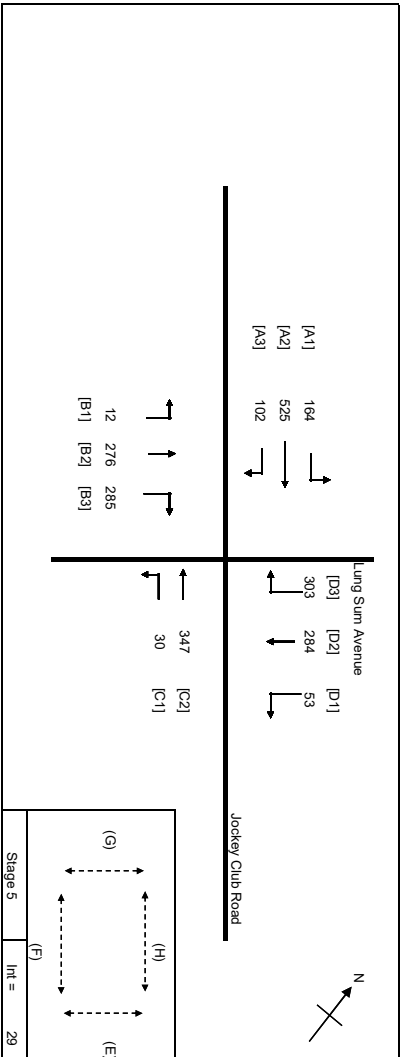 Lung Sum Avenue
Jockey Club Road
N
[A1] 164
[A2] 525
[A3] 102
[D3] [D2] [D1]
303 284 53
12 276 285
[B1] [B2] [B3]
347 [C2]
30 [C1]
(H)
(G)
(E)
(F)
Stage 5 Int = 29